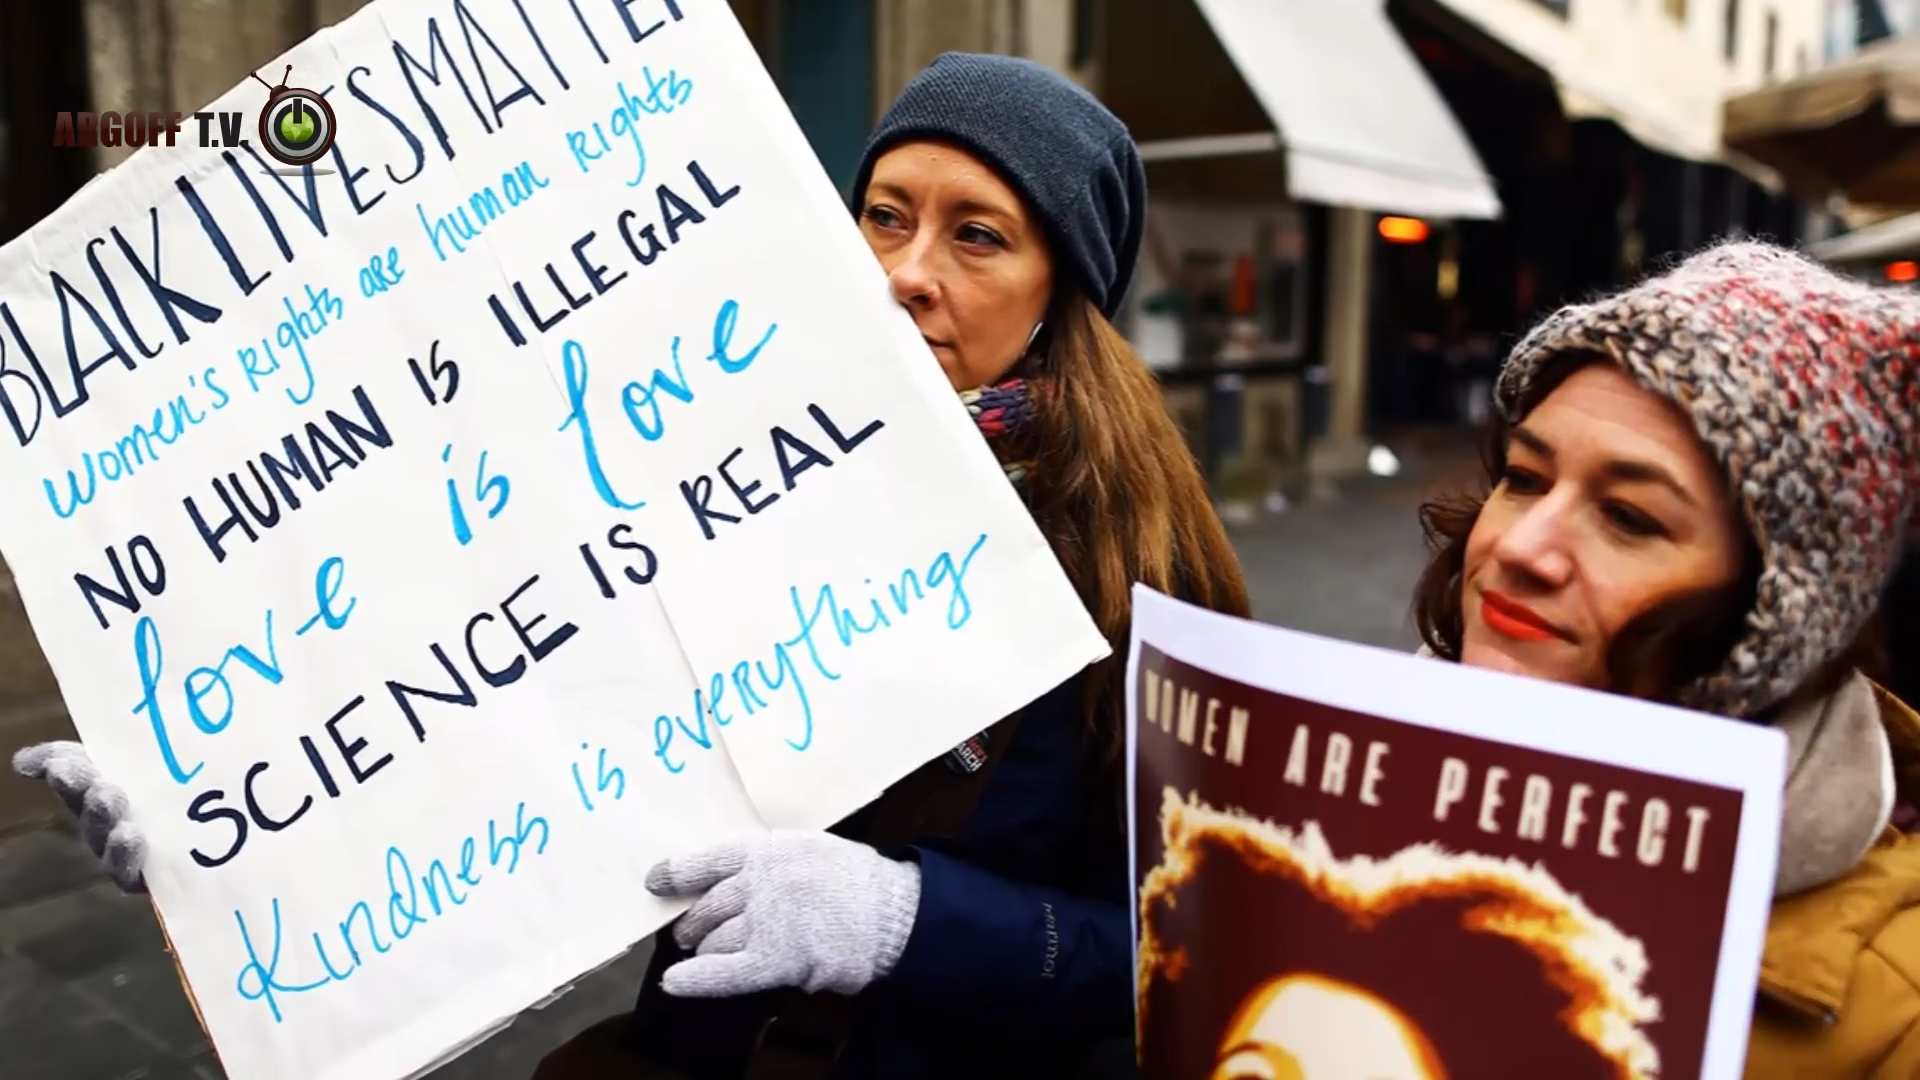 ARGOFF T.V.
BLACK LIVES MATTER
women's Rights are human Rights
NO HUMAN IS ILLEGAL
love is love
SCIENCE IS REAL
Kindness is everything
WOMEN ARE PERFECT
marmot